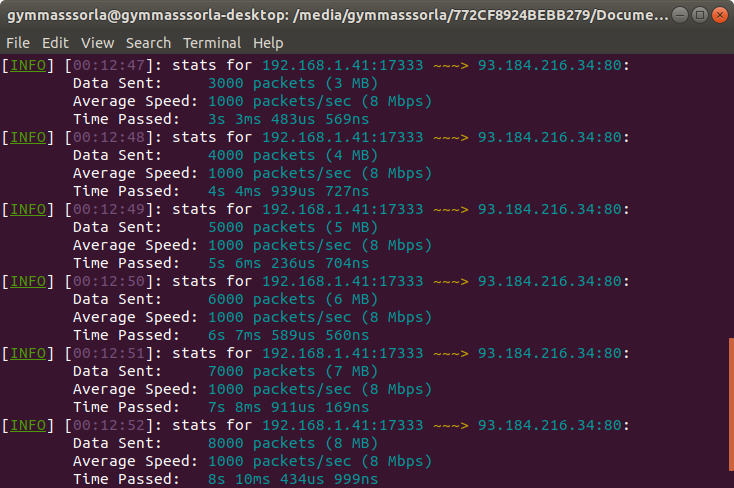 gymmasssorla@gymmasssorla-desktop: /media/gymmasssorla/772CF8924BEBB279/Docume...
File Edit View Search Terminal Help
[INFO] [00:12:47]: stats for 192.168.1.41:17333 ~~~> 93.184.216.34:80:
Data Sent: 3000 packets (3 MB)
Average Speed: 1000 packets/sec (8 Mbps)
Time Passed: 3s 3ms 483us 569ns
[INFO] [00:12:48]: stats for 192.168.1.41:17333 ~~~> 93.184.216.34:80:
Data Sent: 4000 packets (4 MB)
Average Speed: 1000 packets/sec (8 Mbps)
Time Passed: 4s 4ms 939us 727ns
[INFO] [00:12:49]: stats for 192.168.1.41:17333 ~~~> 93.184.216.34:80:
Data Sent: 5000 packets (5 MB)
Average Speed: 1000 packets/sec (8 Mbps)
Time Passed: 5s 6ms 236us 704ns
[INFO] [00:12:50]: stats for 192.168.1.41:17333 ~~~> 93.184.216.34:80:
Data Sent: 6000 packets (6 MB)
Average Speed: 1000 packets/sec (8 Mbps)
Time Passed: 6s 7ms 589us 560ns
[INFO] [00:12:51]: stats for 192.168.1.41:17333 ~~~> 93.184.216.34:80:
Data Sent: 7000 packets (7 MB)
Average Speed: 1000 packets/sec (8 Mbps)
Time Passed: 7s 8ms 911us 169ns
[INFO] [00:12:52]: stats for 192.168.1.41:17333 ~~~> 93.184.216.34:80:
Data Sent: 8000 packets (8 MB)
Average Speed: 1000 packets/sec (8 Mbps)
Time Passed: 8s 10ms 434us 999ns